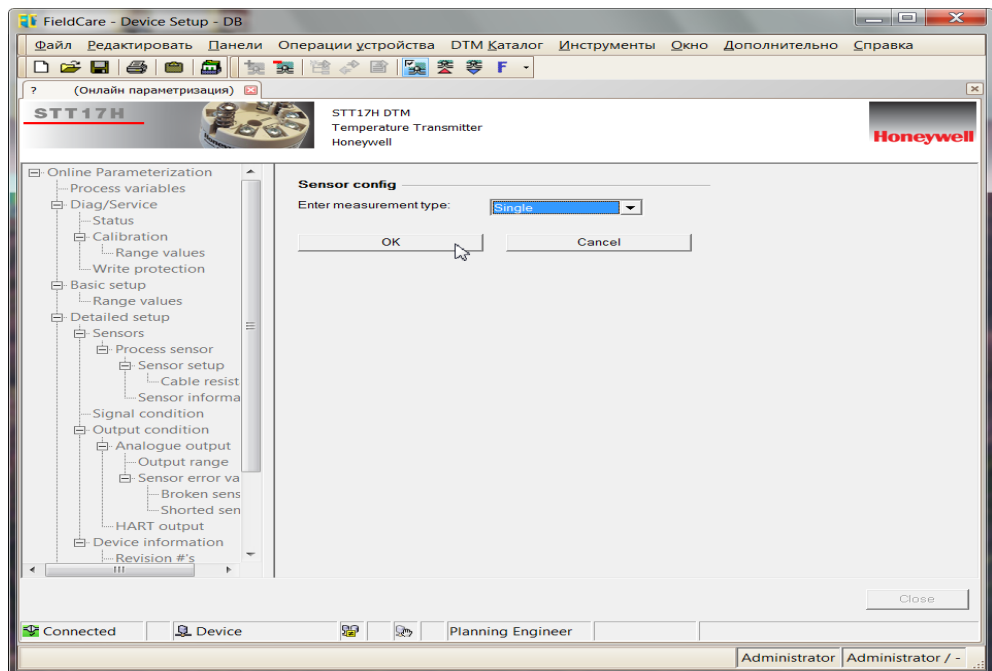 FieldCare - Device Setup - DB
Файл Редактировать Панели Операции устройства DTM Каталог Инструменты Окно Дополнительно Справка
F
? (Онлайн параметризация)
STT17H
STT17H DTM
Temperature Transmitter
Honeywell
Honeywell
Online Parameterization
Process variables
Diag/Service
Status
Calibration
Range values
Write protection
Basic setup
Range values
Detailed setup
Sensors
Process sensor
Sensor setup
Cable resist
Sensor informa
Signal condition
Output condition
Analogue output
Output range
Sensor error va
Broken sens
Shorted sen
HART output
Device information
Revision #'s
Sensor config
Enter measurement type: Single
OK Cancel
Close
Connected Device Planning Engineer
Administrator Administrator / -